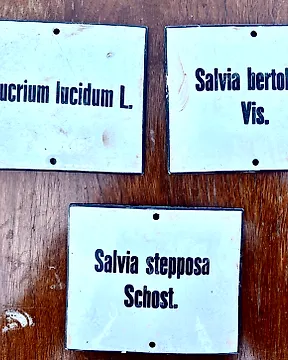 ucrium lucidum L.
Salvia bertol
Vis.
Salvia stepposa
Schost.